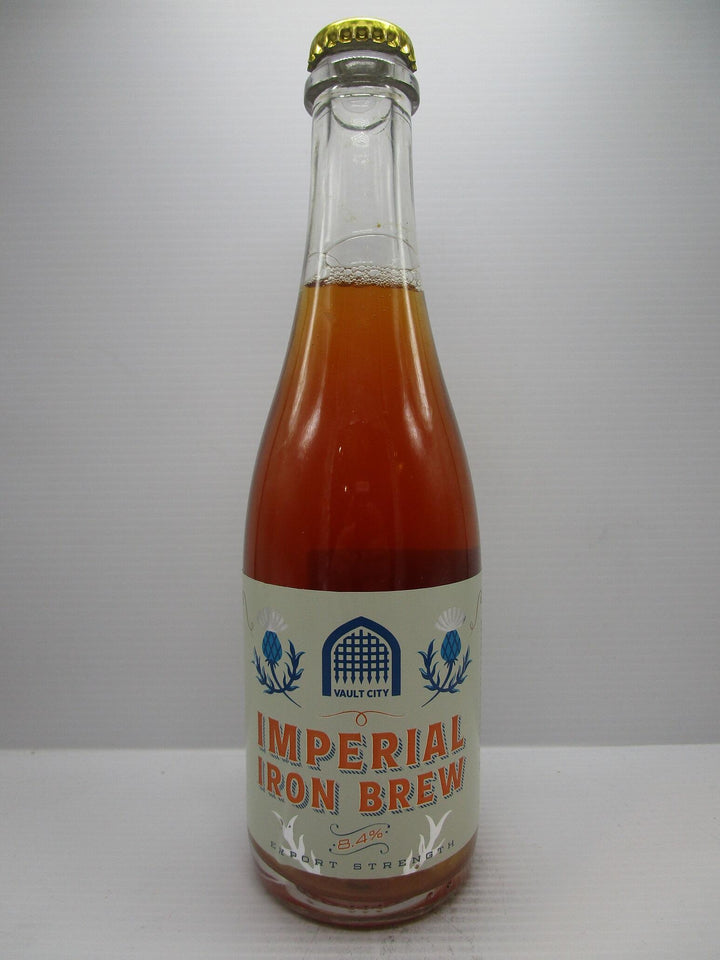 VAULT CITY
IMPERIAL
IRON BREW
8.4%
EXPORT STRENGTH